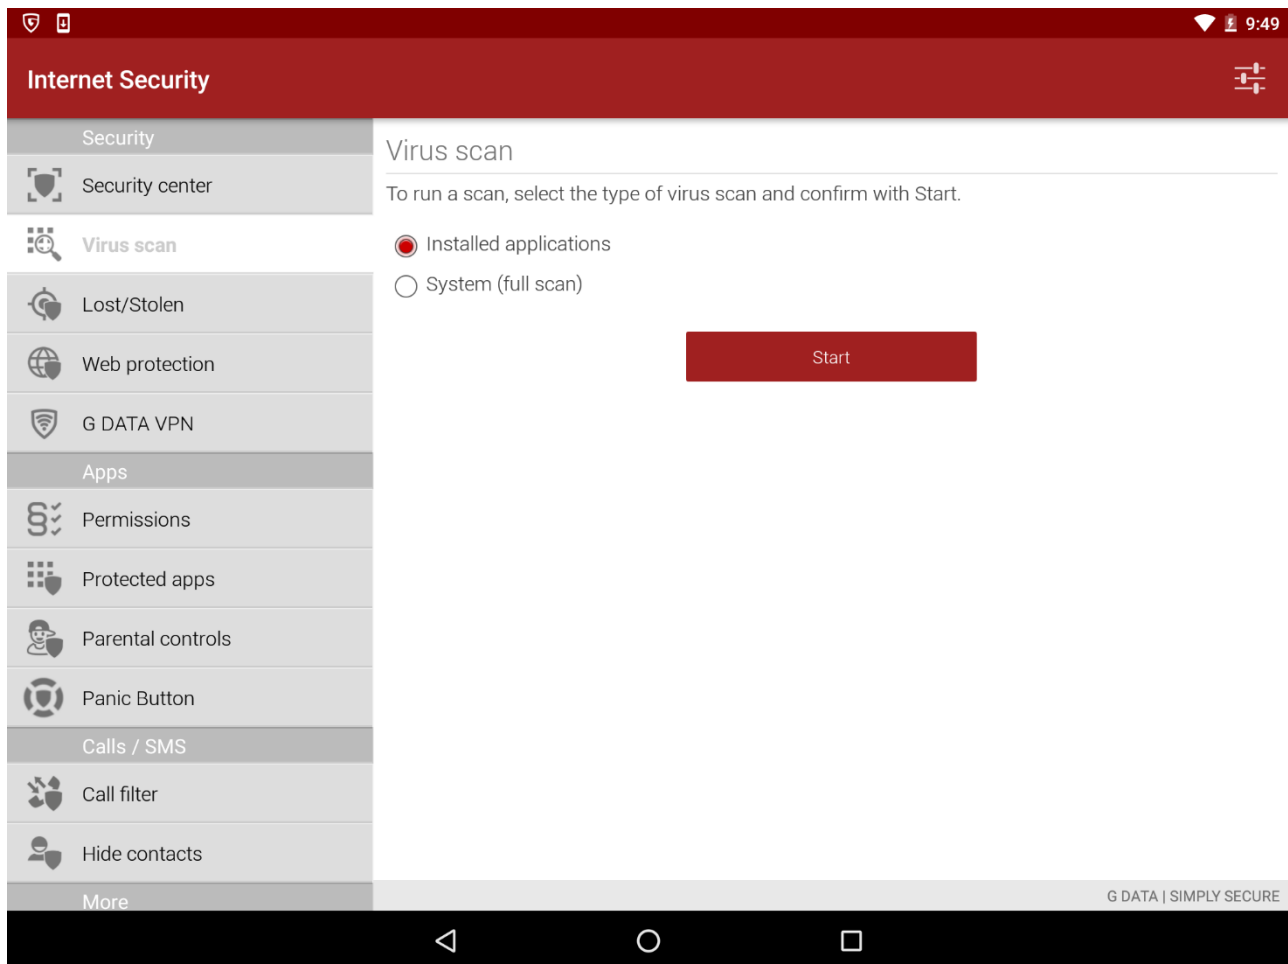 9:49
Internet Security
Security
Security center
Virus scan
Lost/Stolen
Web protection
G DATA VPN
Apps
Permissions
Protected apps
Parental controls
Panic Button
Calls / SMS
Call filter
Hide contacts
More
Virus scan
To run a scan, select the type of virus scan and confirm with Start.
Installed applications
System (full scan)
Start
G DATA | SIMPLY SECURE